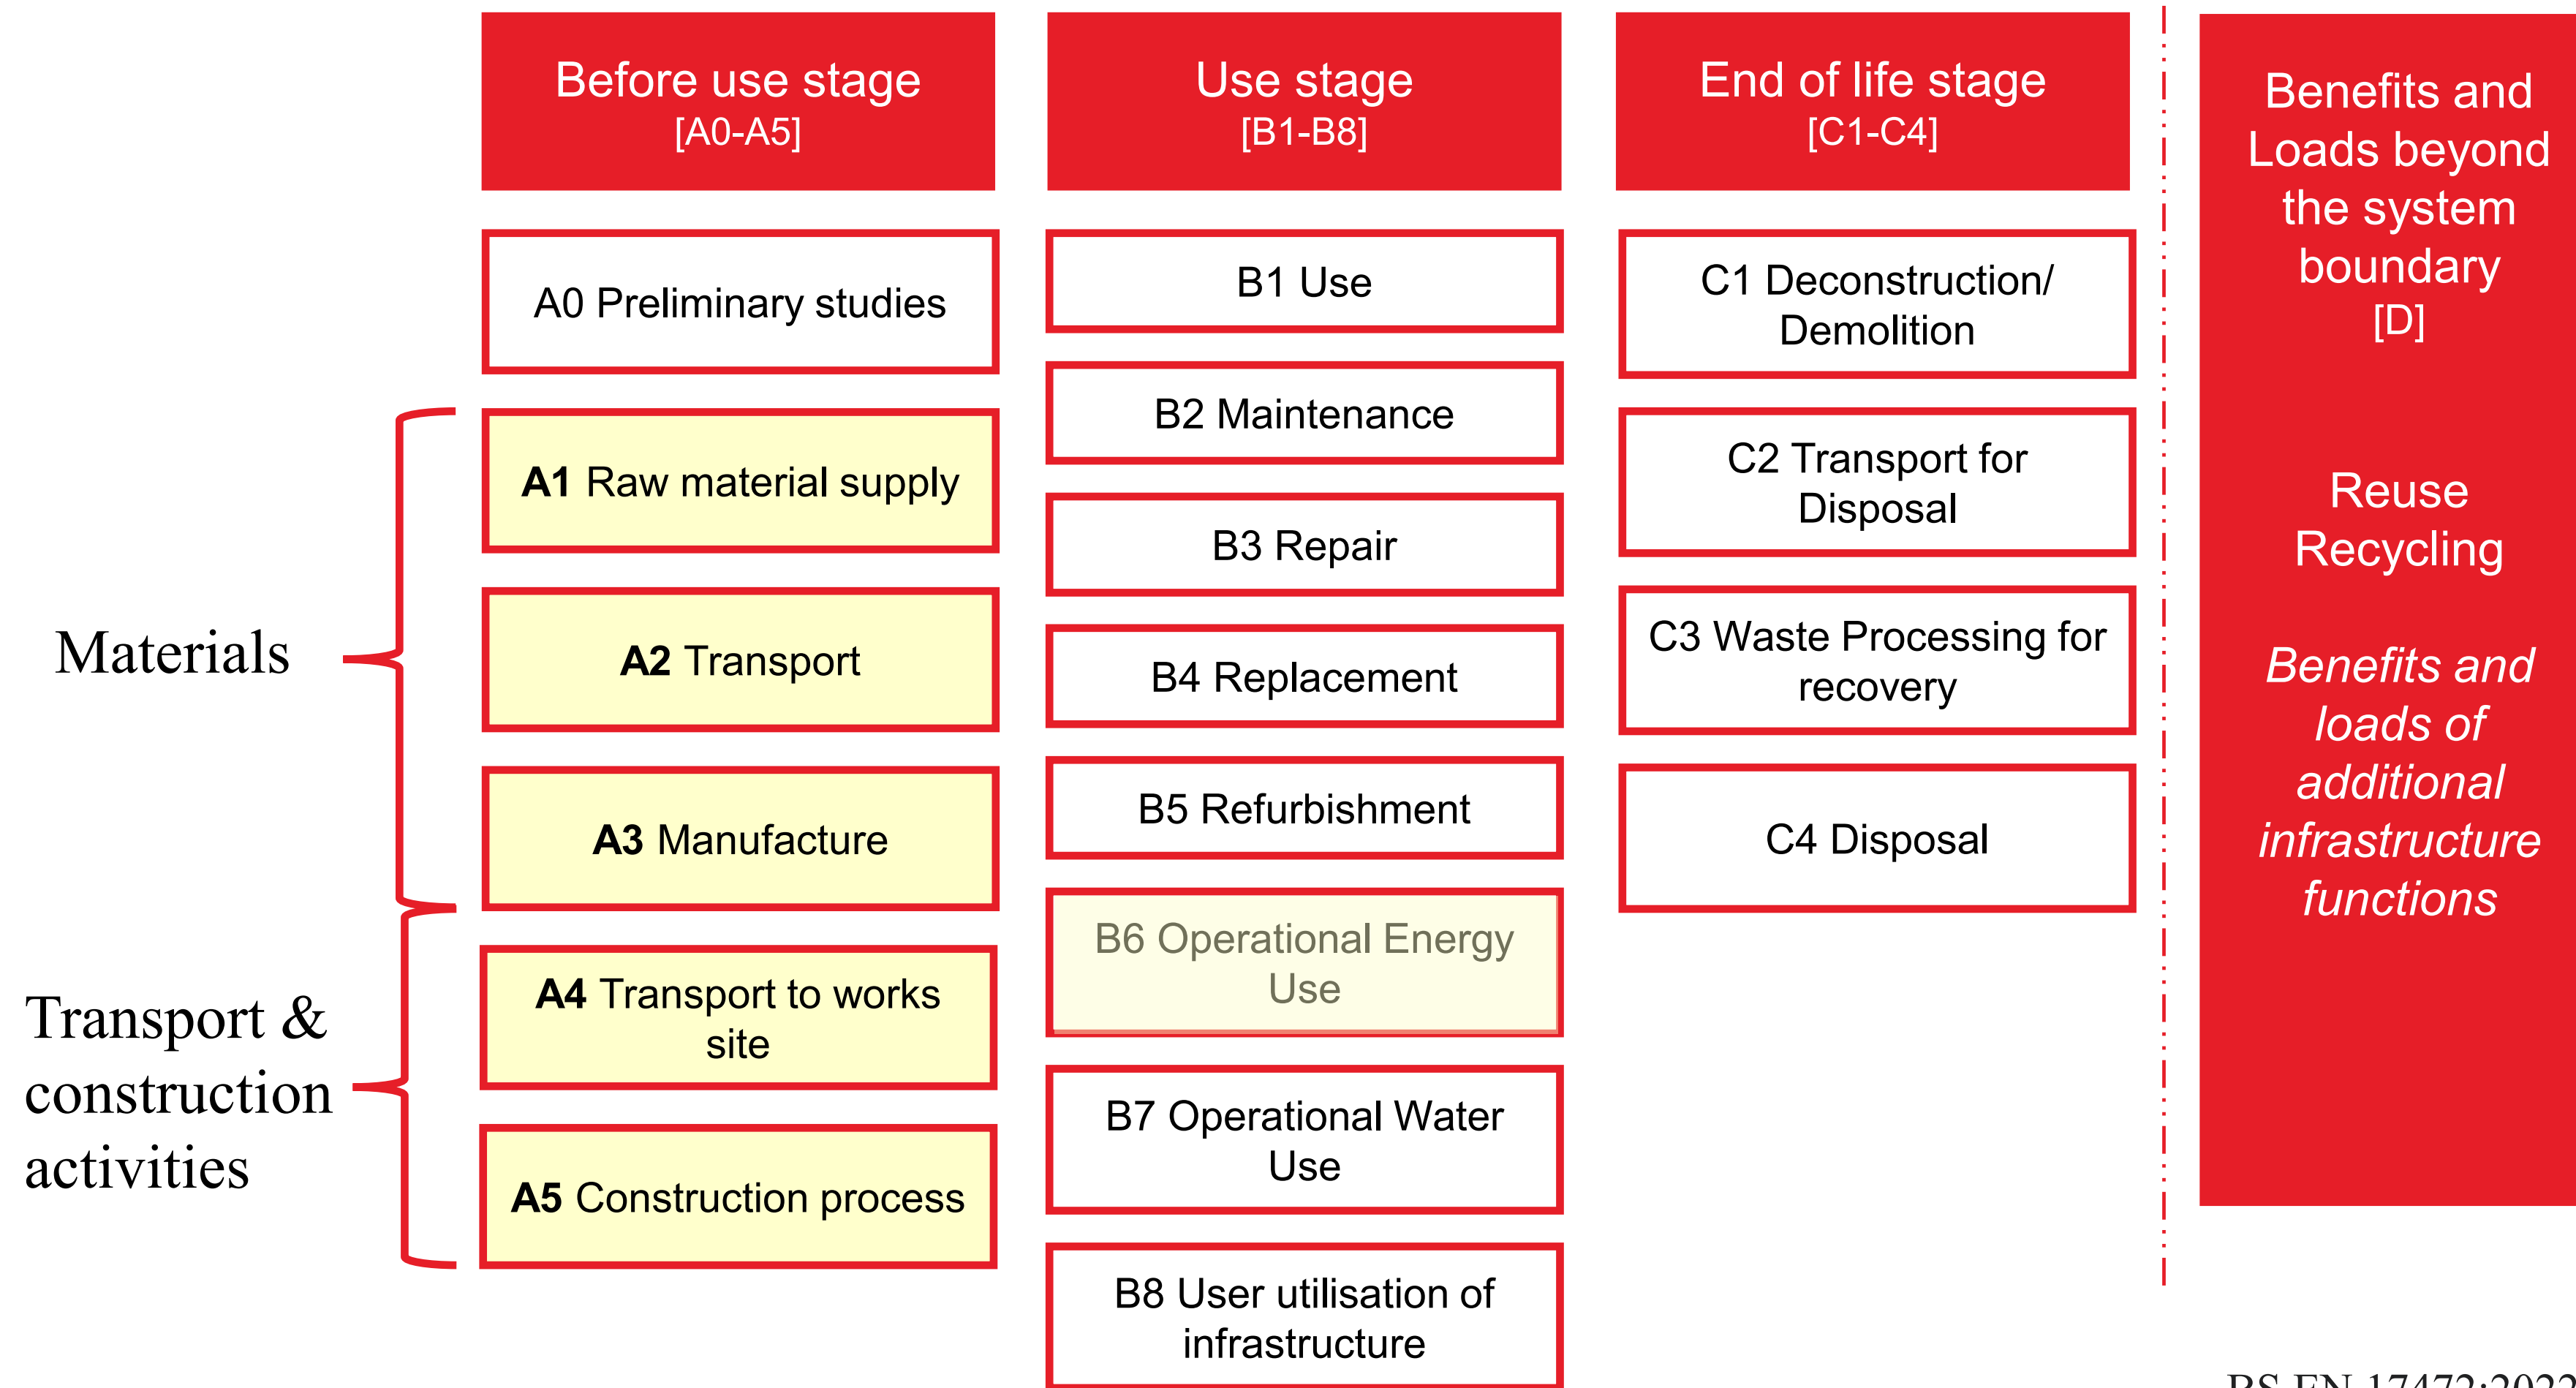 Before use stage
[A0-A5]
A0 Preliminary studies
Materials
A1 Raw material supply
A2 Transport
A3 Manufacture
Transport &
construction
activities
A4 Transport to works
site
A5 Construction process
Use stage
[B1-B8]
B1 Use
B2 Maintenance
B3 Repair
B4 Replacement
B5 Refurbishment
B6 Operational Energy
Use
B7 Operational Water
Use
B8 User utilisation of
infrastructure
End of life stage
[C1-C4]
C1 Deconstruction/
Demolition
C2 Transport for
Disposal
C3 Waste Processing for
recovery
C4 Disposal
Benefits and
Loads beyond
the system
boundary
[D]
Reuse
Recycling
Benefits and
loads of
additional
infrastructure
functions
BS EN 17472:2022